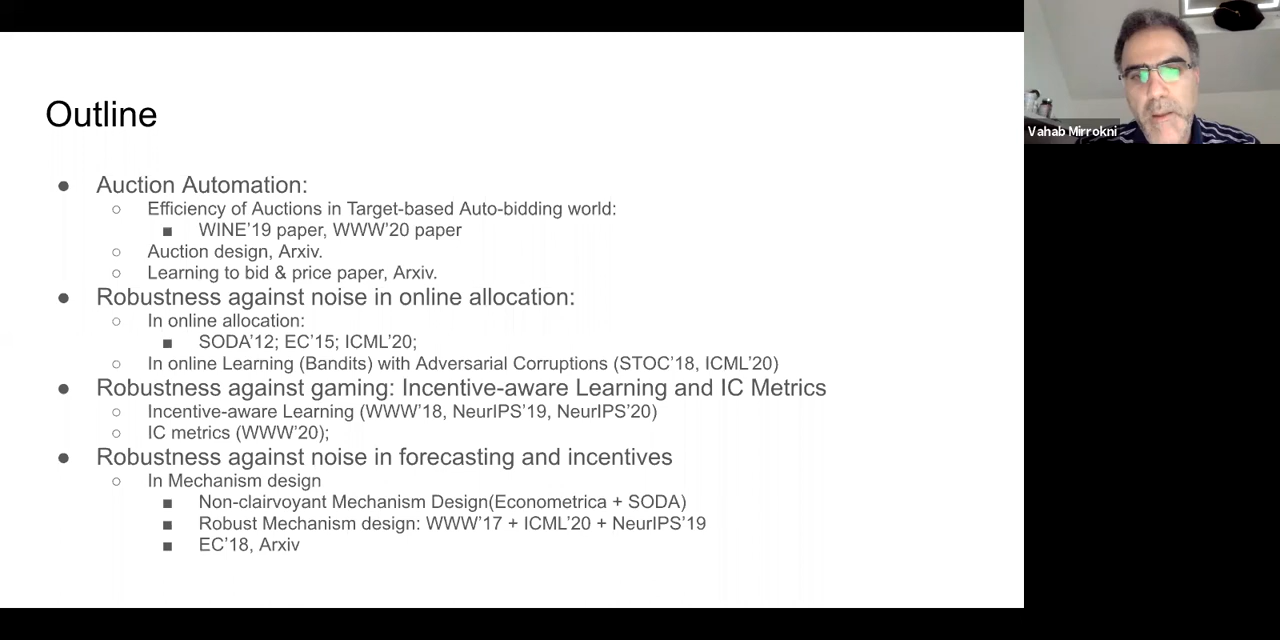 Outline
● Auction Automation:
○ Efficiency of Auctions in Target-based Auto-bidding world:
■ WINE’19 paper, WWW’20 paper
○ Auction design, Arxiv.
○ Learning to bid & price paper, Arxiv.
● Robustness against noise in online allocation:
○ In online allocation:
■ SODA’12; EC’15; ICML’20;
○ In online Learning (Bandits) with Adversarial Corruptions (STOC’18, ICML’20)
● Robustness against gaming: Incentive-aware Learning and IC Metrics
○ Incentive-aware Learning (WWW’18, NeurIPS’19, NeurIPS’20)
○ IC metrics (WWW’20);
● Robustness against noise in forecasting and incentives
○ In Mechanism design
■ Non-clairvoyant Mechanism Design(Econometrica + SODA)
■ Robust Mechanism design: WWW’17 + ICML’20 + NeurIPS’19
■ EC’18, Arxiv
Vahab Mirrokni